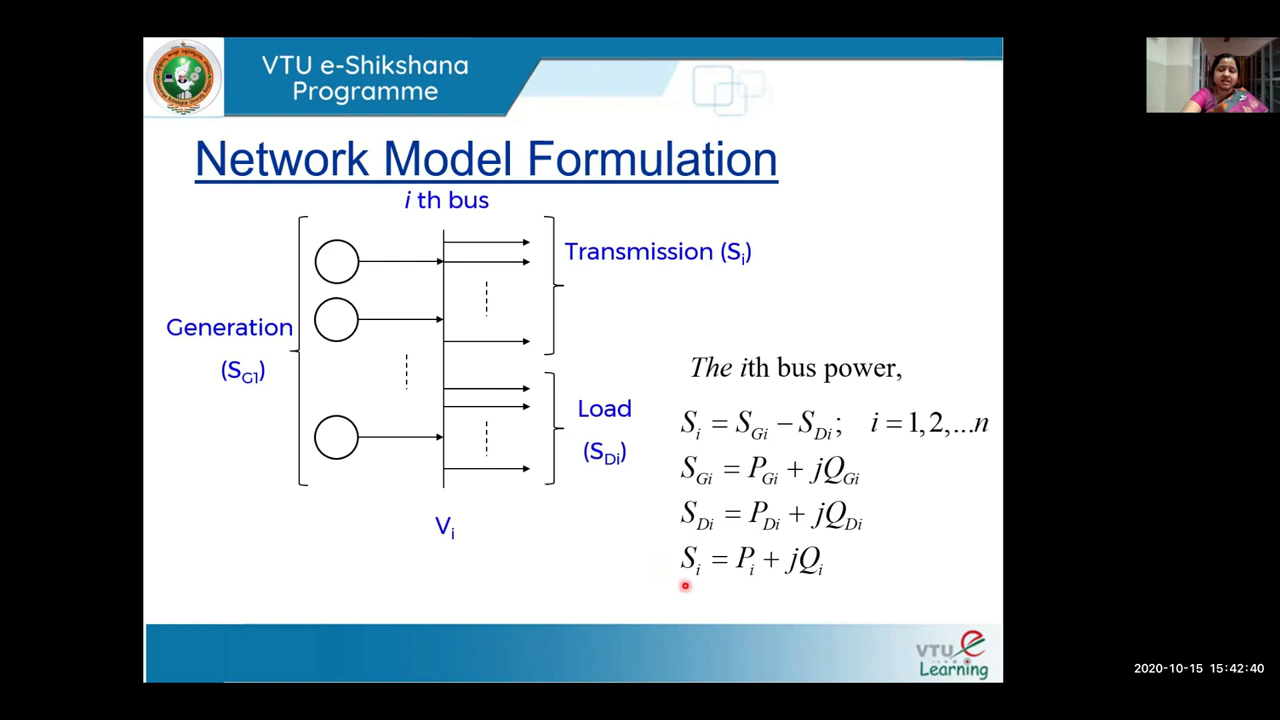 VTU e-Shikshana
Programme
Network Model Formulation
i th bus
Transmission (Si)
Generation
(SG1)
Load
(SDi)
Vi
The ith bus power,
Si = SGi − SDi; i = 1,2,...n
SGi = PGi + jQGi
SDi = PDi + jQDi
Si = Pi + jQi
VTU e
Learning
2020-10-15 15:42:40